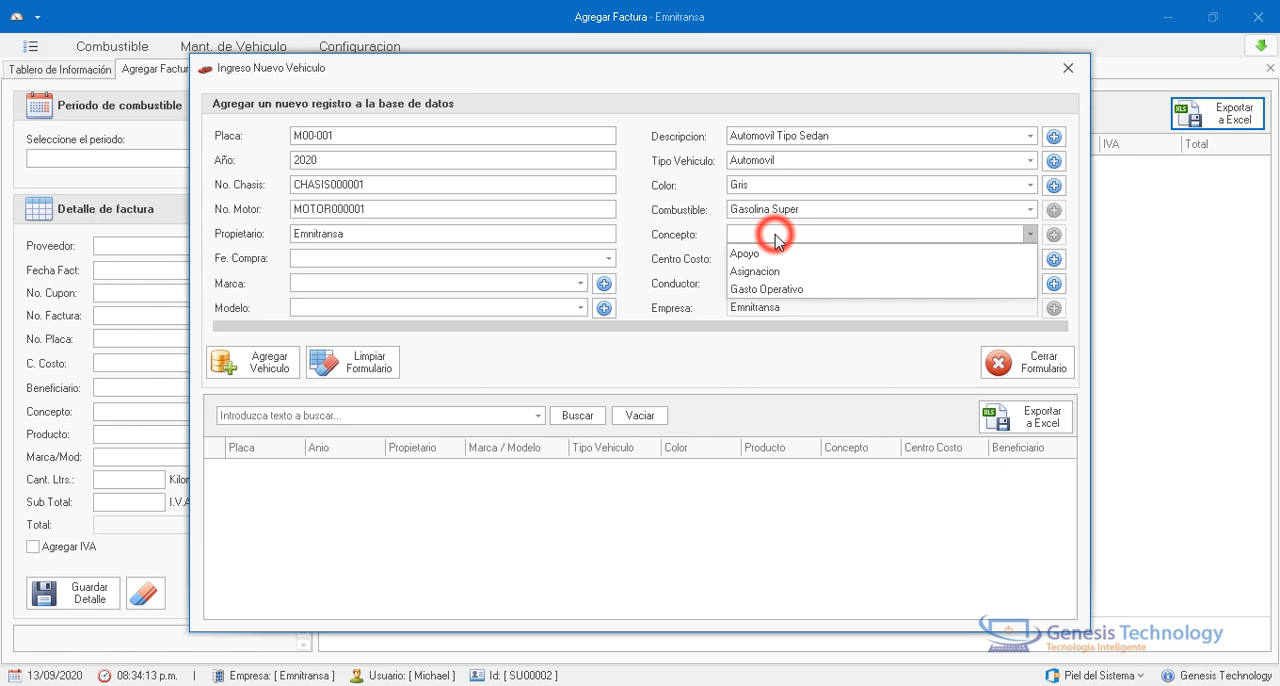 Agregar Factura - Emnitransa
Combustible Mant. de Vehiculo Configuracion
Tablero de Información Agregar Factur
Ingreso Nuevo Vehiculo
Periodo de combustible
Agregar un nuevo registro a la base de datos
Exportar
a Excel
Seleccione el periodo:
Placa: M00-001 Descripcion: Automovil Tipo Sedan
IVA Total
Año: 2020 Tipo Vehiculo: Automovil
No. Chasis: CHASIS000001 Color: Gris
Detalle de factura
No. Motor: MOTOR000001 Combustible: Gasolina Super
Propietario: Emnitransa Concepto:
Proveedor:
Apoyo
Fe. Compra: Centro Costo:
Fecha Fact:
Asignacion
Marca: Conductor:
Gasto Operativo
No. Cupon:
Modelo: Empresa: Emnitransa
No. Factura:
No. Placa:
Agregar
Vehiculo
Limpiar
Formulario
Cerrar
Formulario
C. Costo:
Beneficiario:
Concepto:
Introduzca texto a buscar... Buscar Vaciar
Exportar
a Excel
Producto:
Placa Anio Propietario Marca / Modelo Tipo Vehiculo Color Producto Concepto Centro Costo Beneficiario
Marca/Mod:
Cant. Ltrs.: Kilor
Sub Total: I.V.A
Total:
Agregar IVA
Guardar
Detalle
Genesis Technology
Tecnologia Inteligente
13/09/2020 08:34:13 p.m. | Empresa: [ Emnitransa ] Usuario: [ Michael ] Id: [ SU00002 ] Piel del Sistema Genesis Technology